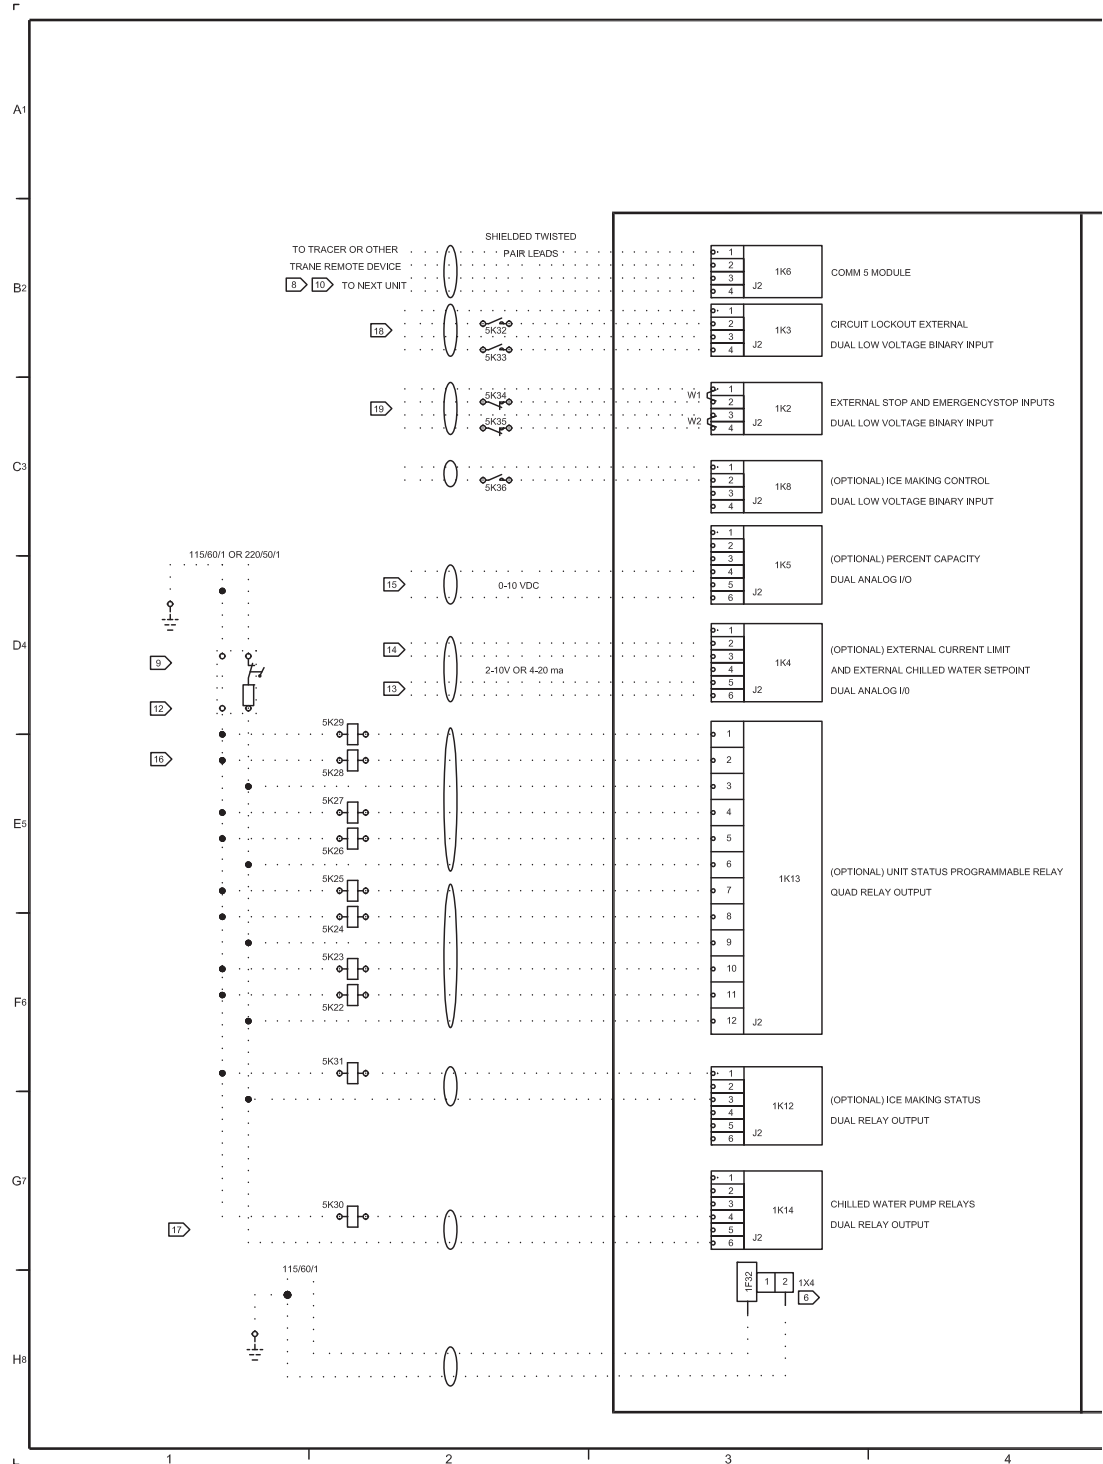 A1
B2
C3
D4
E5
F6
G7
H8
SHIELDED TWISTED
PAIR LEADS
TO TRACER OR OTHER
TRANE REMOTE DEVICE
8 10 TO NEXT UNIT
1
2
3
4
1K6
J2
COMM 5 MODULE
18
5K32
5K33
1
2
3
4
1K3
J2
CIRCUIT LOCKOUT EXTERNAL
DUAL LOW VOLTAGE BINARY INPUT
19
5K34
5K35
W1
W2
1
2
3
4
1K2
J2
EXTERNAL STOP AND EMERGENCYSTOP INPUTS
DUAL LOW VOLTAGE BINARY INPUT
5K36
1
2
3
4
1K8
J2
(OPTIONAL) ICE MAKING CONTROL
DUAL LOW VOLTAGE BINARY INPUT
115/60/1 OR 220/50/1
15
0-10 VDC
1
2
3
4
5
6
1K5
J2
(OPTIONAL) PERCENT CAPACITY
DUAL ANALOG I/O
9
12
16
14
13
2-10V OR 4-20 ma
1
2
3
4
5
6
1K4
J2
(OPTIONAL) EXTERNAL CURRENT LIMIT
AND EXTERNAL CHILLED WATER SETPOINT
DUAL ANALOG I/0
5K29
5K28
5K27
5K26
5K25
5K24
5K23
5K22
1
2
3
4
5
6
7
8
9
10
11
12
1K13
J2
(OPTIONAL) UNIT STATUS PROGRAMMABLE RELAY
QUAD RELAY OUTPUT
5K31
1
2
3
4
5
6
1K12
J2
(OPTIONAL) ICE MAKING STATUS
DUAL RELAY OUTPUT
17
5K30
1
2
3
4
5
6
1K14
J2
CHILLED WATER PUMP RELAYS
DUAL RELAY OUTPUT
115/60/1
1F32
1 2
1X4
6
1 2 3 4